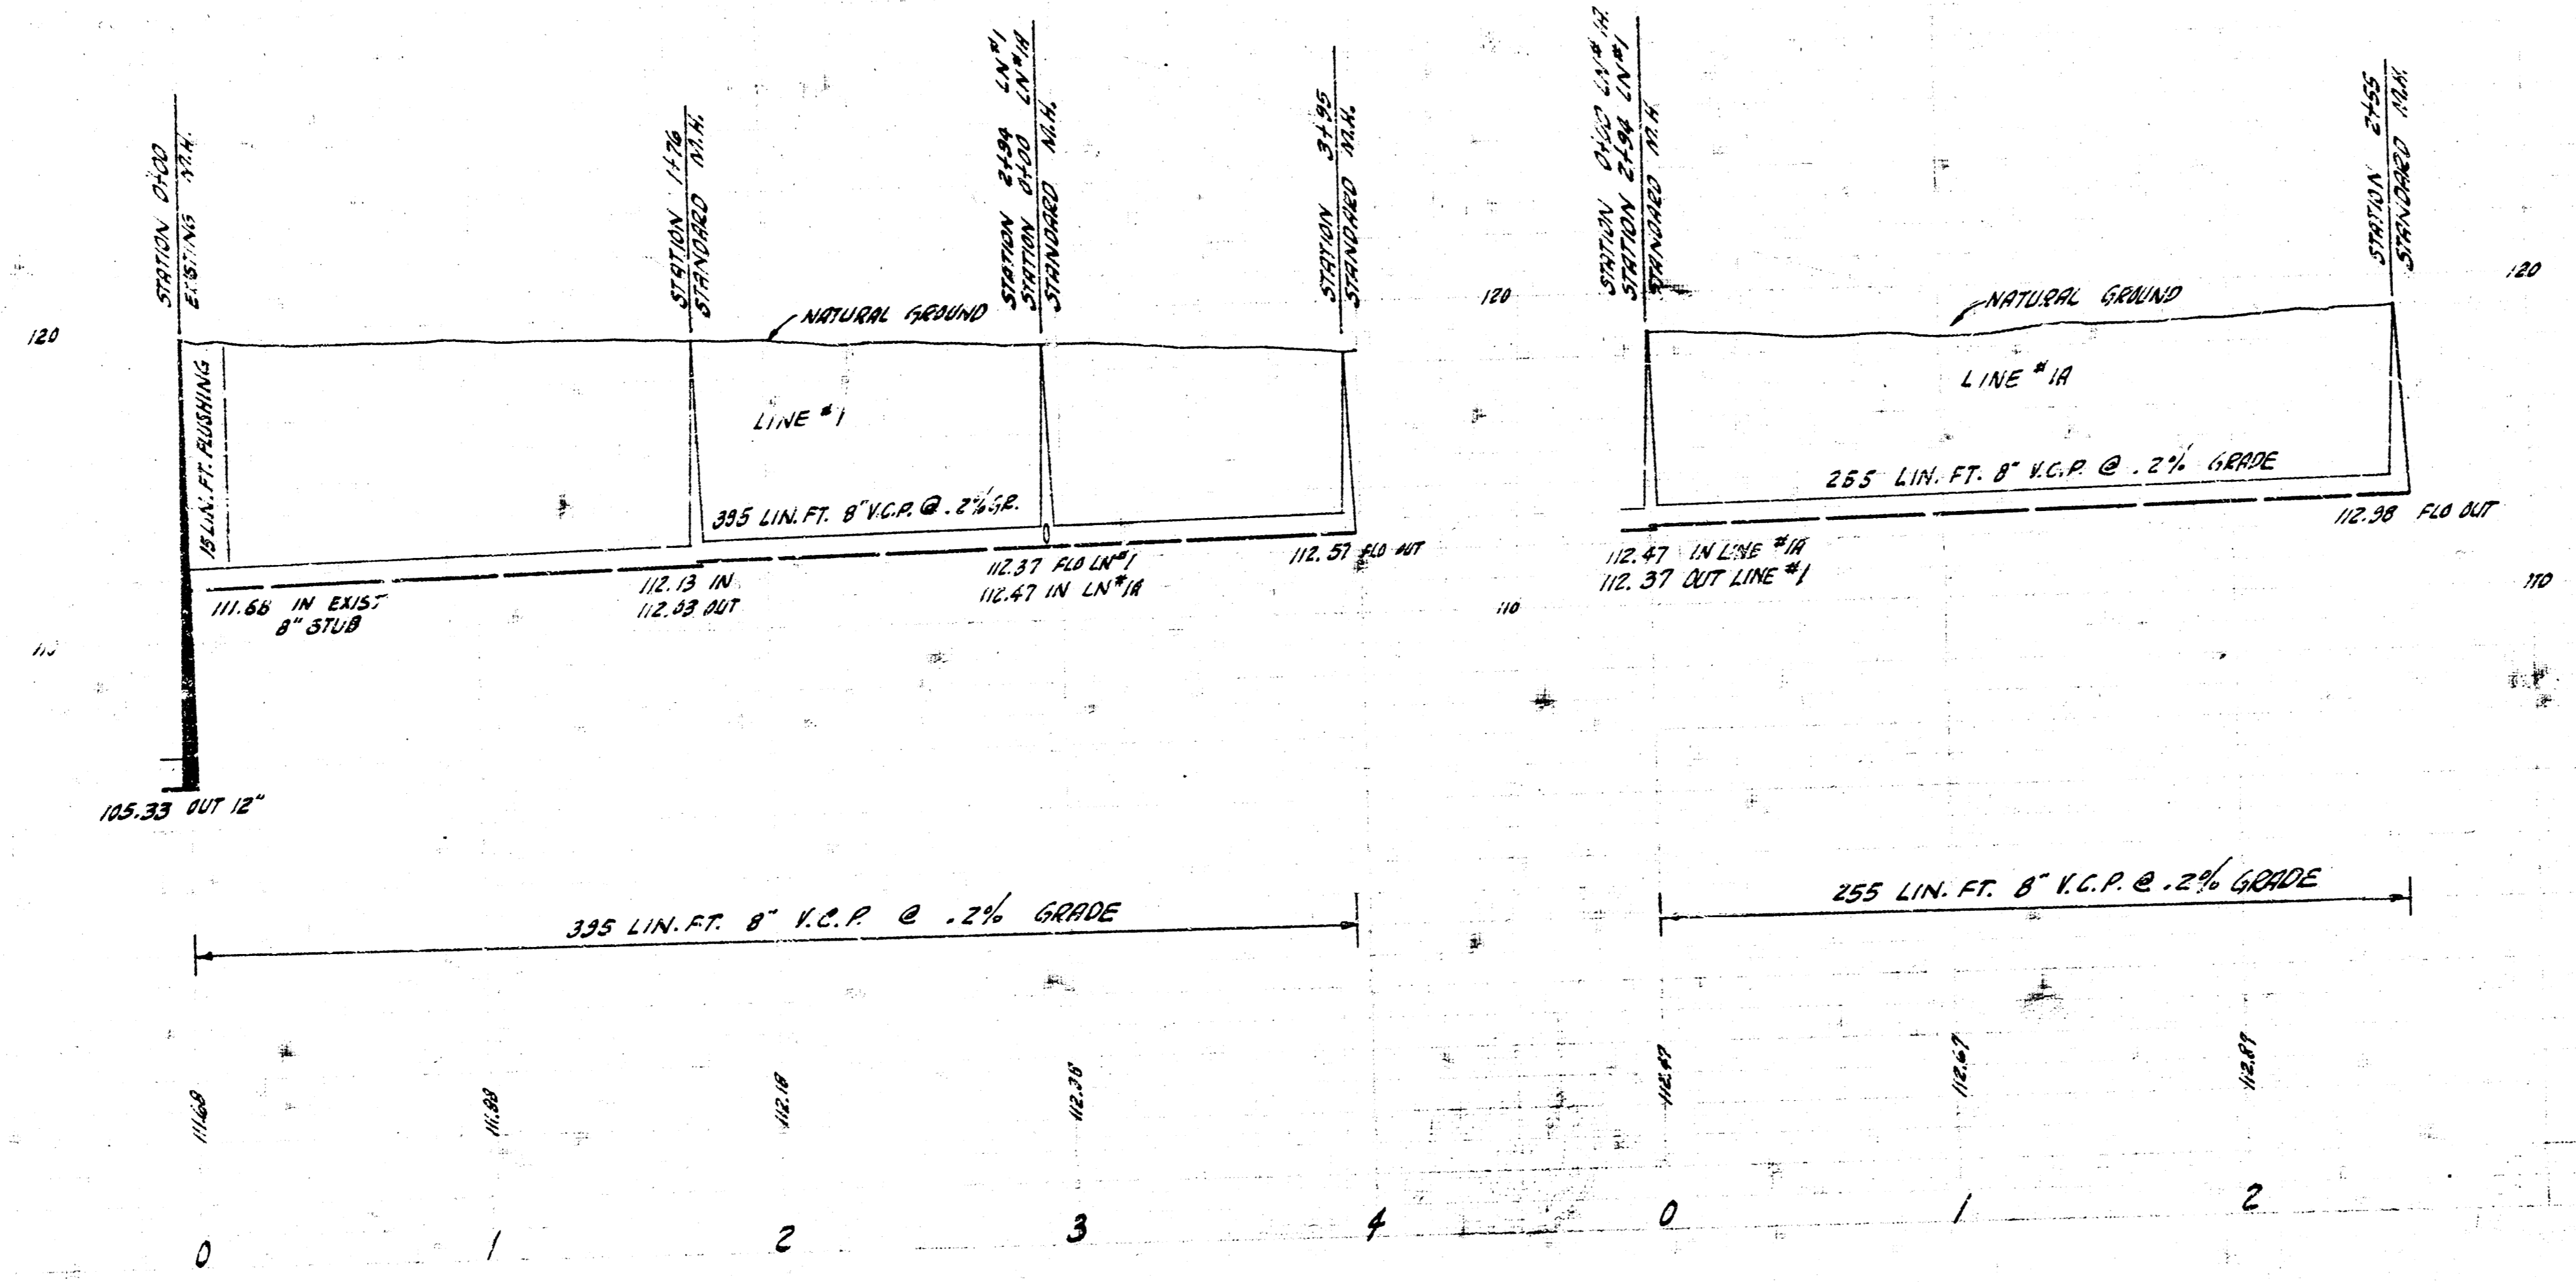 STATION 0+00
EXISTING M.H.
STATION 1+76
STANDARD M.H.
STATION 2+94 LN#1
STATION 0+00 LN#1A
STANDARD M.H.
STATION 3+95
STANDARD M.H.
STATION 0+00 LN#1A.
STATION 2+94 LN#1
STANDARD M.H.
STATION 2+55
STANDARD M.H.
120
NATURAL GROUND
120
NATURAL GROUND
120
15 LIN. FT. FLUSHING
LINE #1
LINE #1A
395 LIN. FT. 8" V.C.P. @ .2% GR.
255 LIN. FT. 8" V.C.P. @ .2% GRADE
111.68 IN EXIST
8" STUB
112.13 IN
112.03 OUT
112.37 FLO LN#1
112.47 IN LN#1A
112.57 FLO OUT
112.47 IN LINE #1A
112.37 OUT LINE #1
112.98 FLO OUT
110
110
110
105.33 OUT 12"
395 LIN. FT. 8" V.C.P. @ .2% GRADE
255 LIN. FT. 8" V.C.P. @ .2% GRADE
111.68
111.88
112.18
112.38
112.47
112.67
112.89
0
1
2
3
4
0
1
2